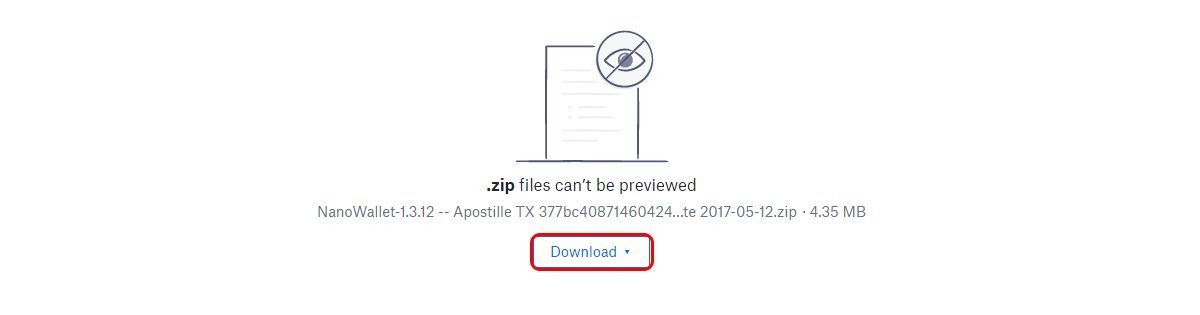 .zip files can’t be previewed
NanoWallet-1.3.12 -- Apostille TX 377bc40871460424...te 2017-05-12.zip · 4.35 MB
Download